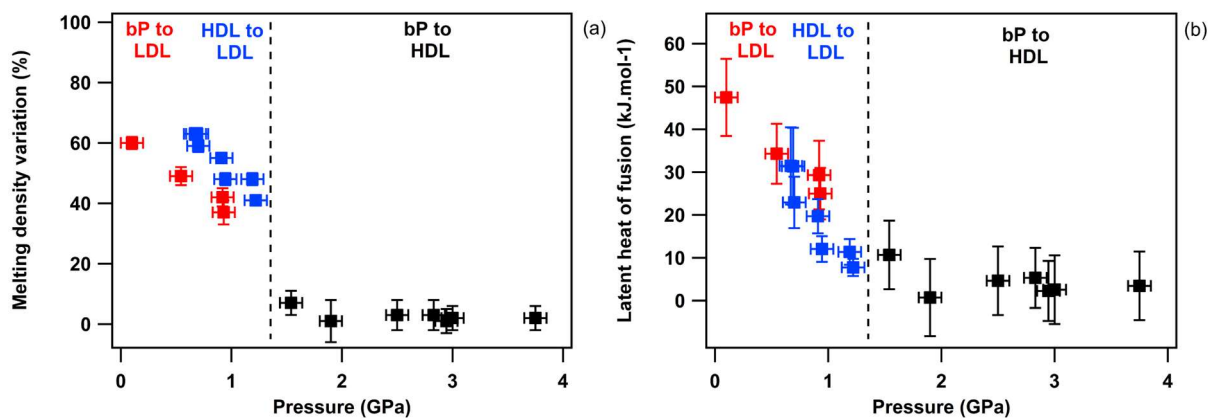 100
80
60
40
20
0
Melting density variation (%)
bP to
LDL
HDL to
LDL
bP to
HDL
(a)
0
1
2
3
4
Pressure (GPa)
60
50
40
30
20
10
0
Latent heat of fusion (kJ.mol-1)
bP to
LDL
HDL to
LDL
bP to
HDL
(b)
0
1
2
3
4
Pressure (GPa)